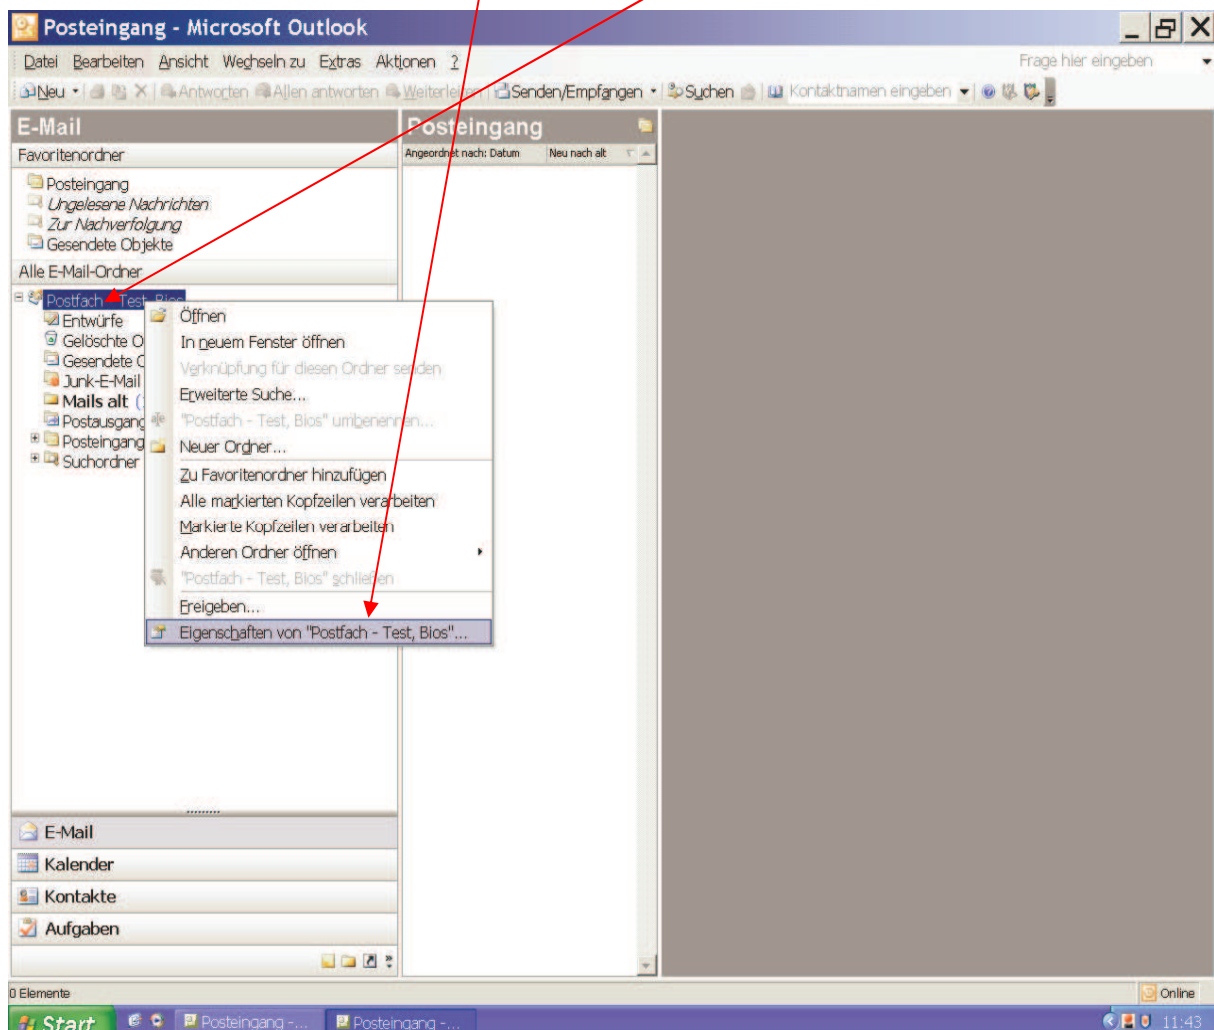 Posteingang - Microsoft Outlook
Datei Bearbeiten Ansicht Wechseln zu Extras Aktionen ? Frage hier eingeben
Neu Antworten Allen antworten Weiterleiten Senden/Empfangen Suchen Kontaktnamen eingeben
E-Mail
Favoritenordner
Posteingang
Ungelesene Nachrichten
Zur Nachverfolgung
Gesendete Objekte
Alle E-Mail-Ordner
Postfach - Test, Bios
Entwürfe
Gelöschte O
Gesendete O
Junk-E-Mail
Mails alt (
Postausgang
Posteingang
Suchordner
Öffnen
In neuem Fenster öffnen
Verknüpfung für diesen Ordner senden
Erweiterte Suche...
"Postfach - Test, Bios" umbenennen...
Neuer Ordner...
Zu Favoritenordner hinzufügen
Alle markierten Kopfzeilen verarbeiten
Markierte Kopfzeilen verarbeiten
Anderen Ordner öffnen
"Postfach - Test, Bios" schließen
Freigeben...
Eigenschaften von "Postfach - Test, Bios"...
Posteingang
Angeordnet nach: Datum Neu nach alt
E-Mail
Kalender
Kontakte
Aufgaben
0 Elemente Online
Start Posteingang -... Posteingang -... 11:43